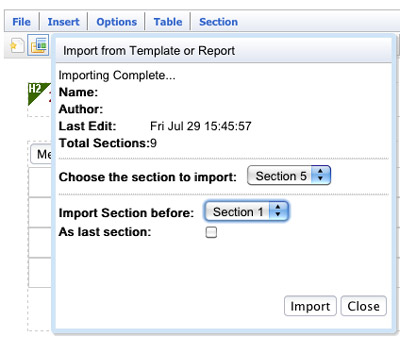 File Insert Options Table Section
Import from Template or Report
Importing Complete...
Name:
Author:
Last Edit: Fri Jul 29 15:45:57
Total Sections:9
H2
Me
Choose the section to import: Section 5
Import Section before: Section 1
As last section:
Import Close